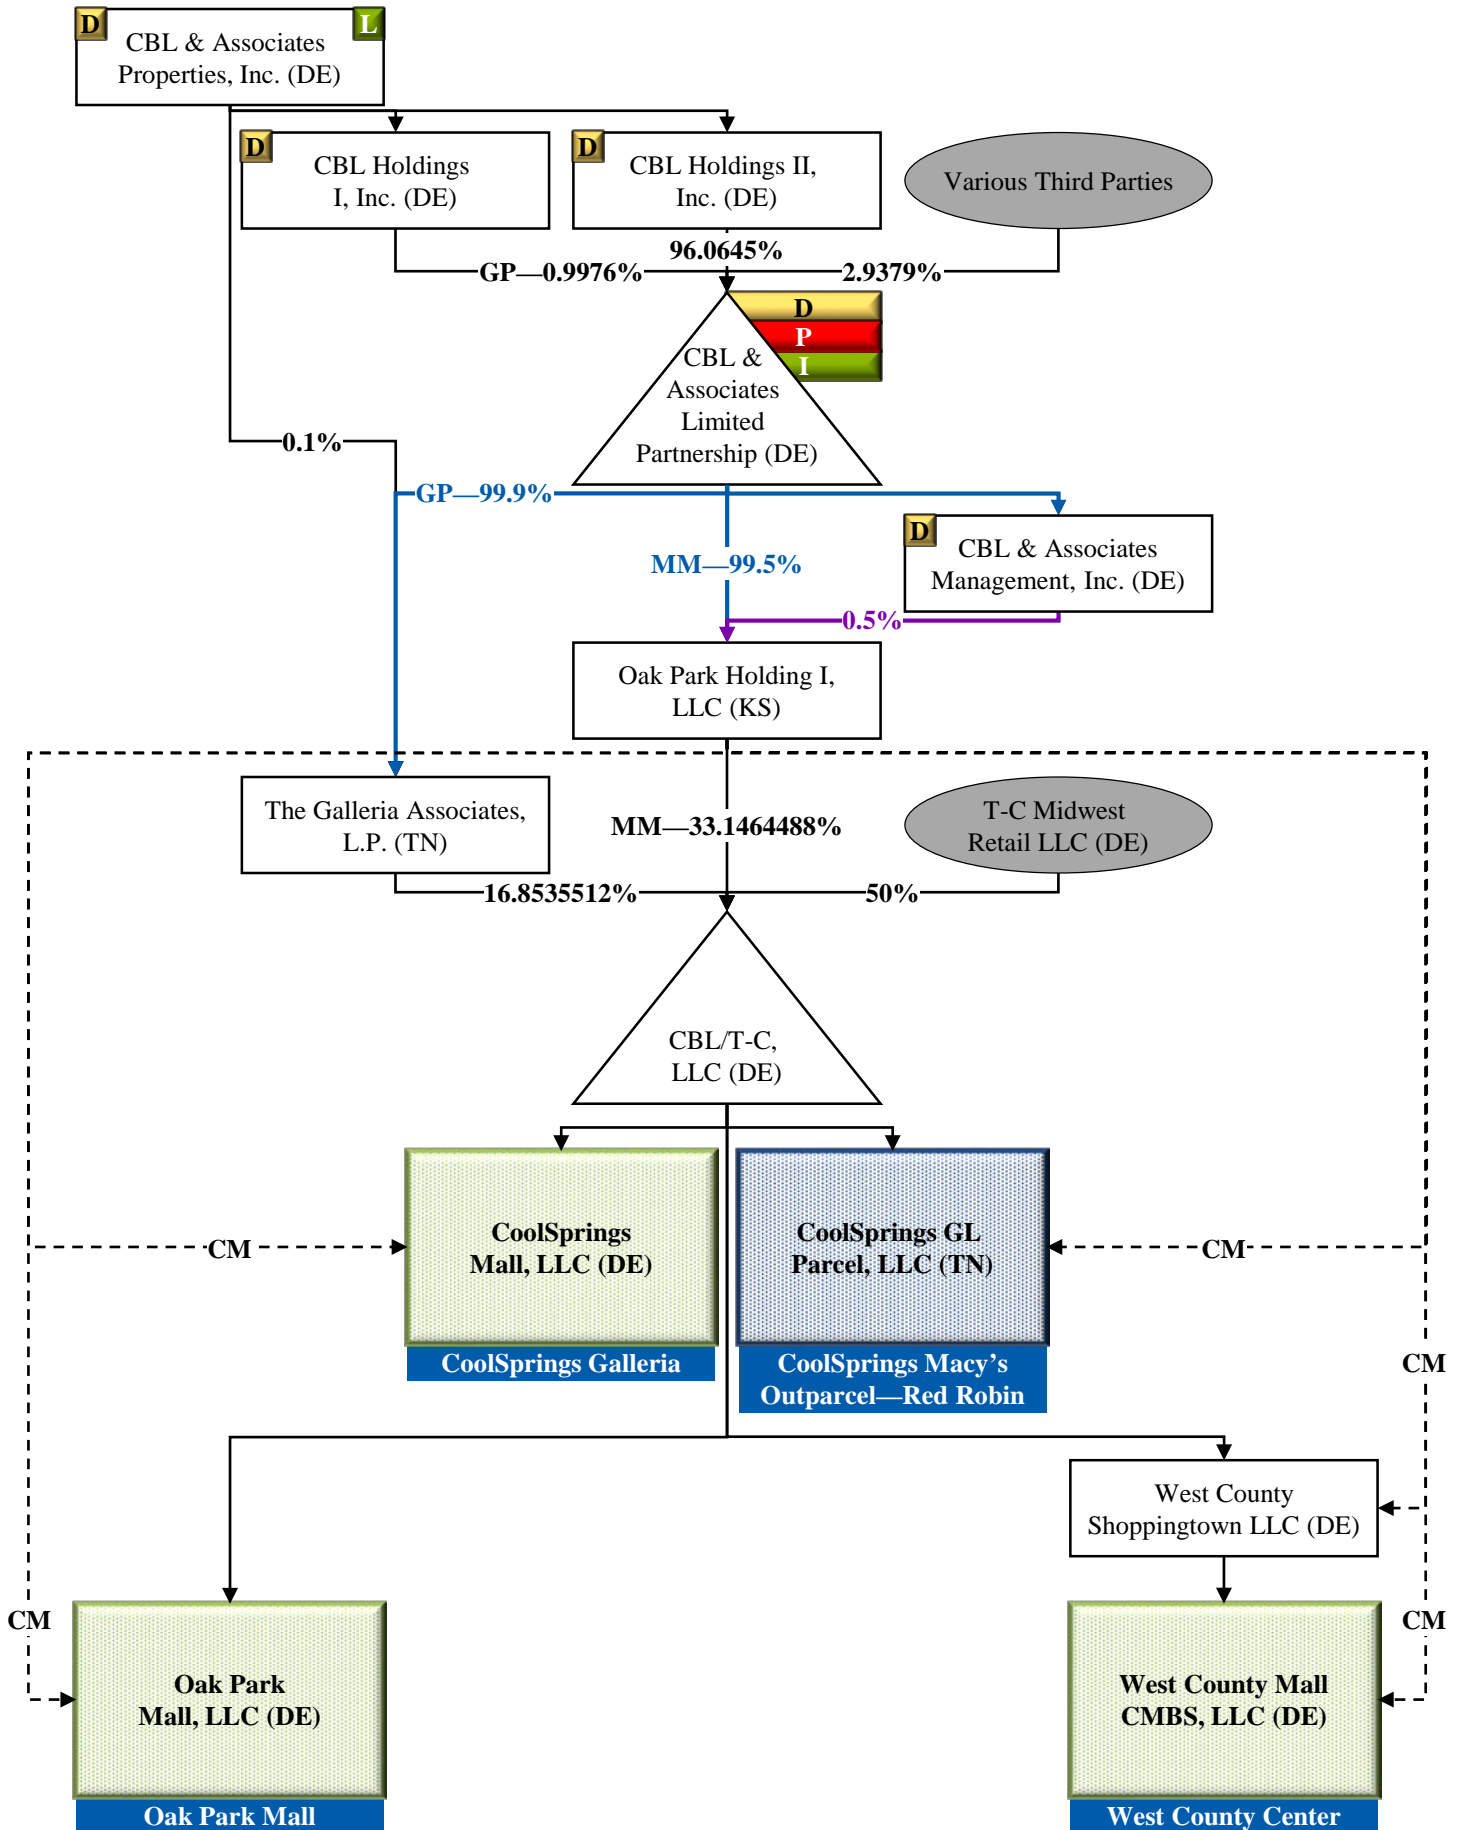 D
L
CBL & Associates
Properties, Inc. (DE)
D
CBL Holdings
I, Inc. (DE)
D
CBL Holdings II,
Inc. (DE)
Various Third Parties
96.0645%
GP—0.9976%
2.9379%
D
P
I
CBL &
Associates
Limited
Partnership (DE)
0.1%
GP—99.9%
D
CBL & Associates
Management, Inc. (DE)
MM—99.5%
0.5%
Oak Park Holding I,
LLC (KS)
The Galleria Associates,
L.P. (TN)
MM—33.1464488%
T-C Midwest
Retail LLC (DE)
16.8535512%
50%
CBL/T-C,
LLC (DE)
CoolSprings
Mall, LLC (DE)
CoolSprings GL
Parcel, LLC (TN)
CM
CM
CoolSprings Galleria
CoolSprings Macy’s
Outparcel—Red Robin
CM
West County
Shoppingtown LLC (DE)
CM
CM
Oak Park
Mall, LLC (DE)
West County Mall
CMBS, LLC (DE)
Oak Park Mall
West County Center